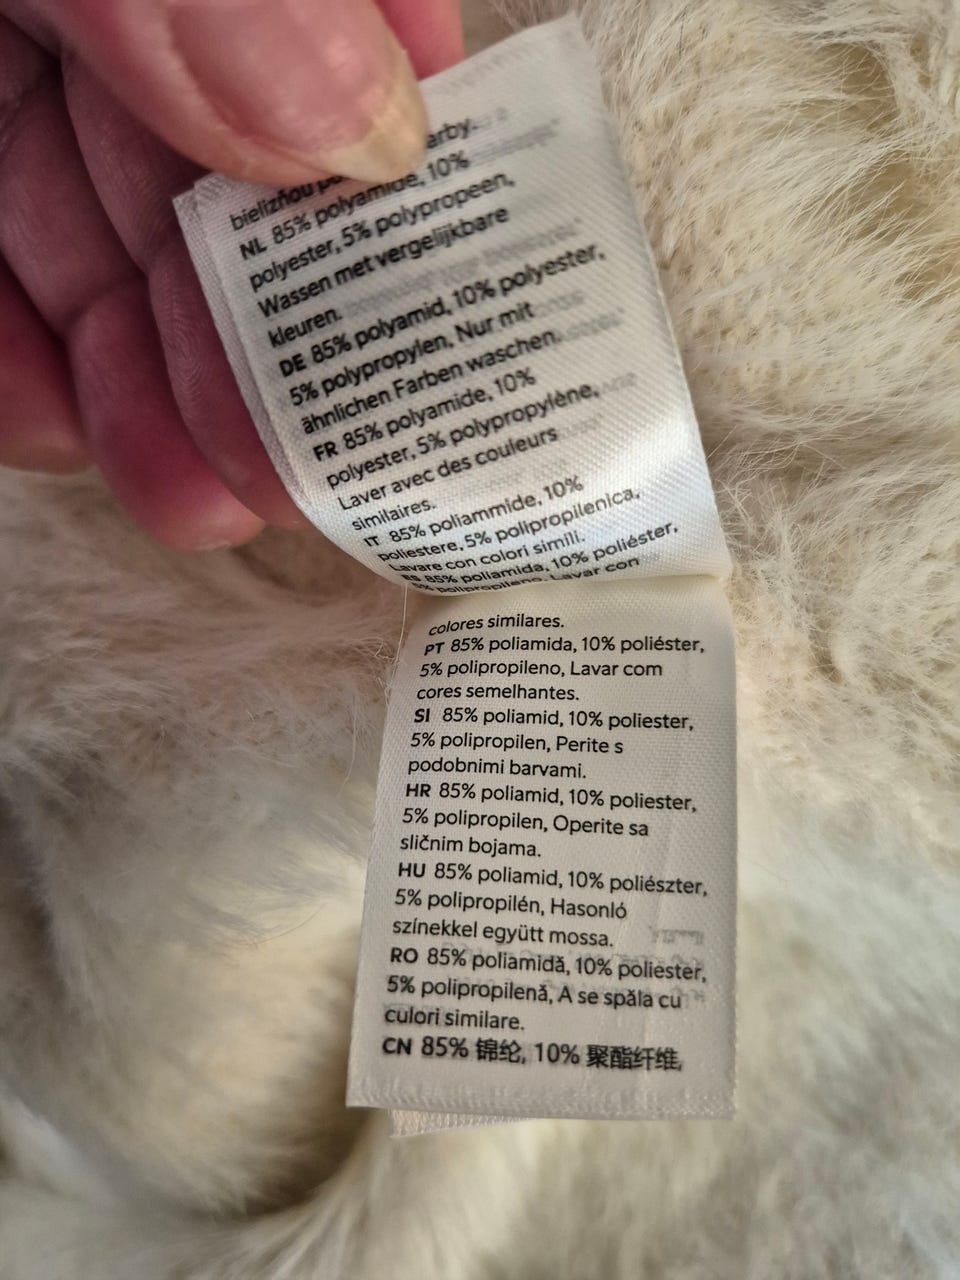 bieliznou arby.
NL 85% polyamide, 10%
polyester, 5% polypropeen,
Wassen met vergelijkbare
kleuren.
DE 85% polyamid, 10% polyester,
5% polypropylen, Nur mit
ähnlichen Farben waschen.
FR 85% polyamide, 10%
polyester, 5% polypropylène,
Laver avec des couleurs
similaires.
IT 85% poliammide, 10%
poliestere, 5% polipropilenica,
Lavare con colori simili.
ES 85% poliamida, 10% poliéster,
5% polipropileno, Lavar con
colores similares.
PT 85% poliamida, 10% poliéster,
5% polipropileno, Lavar com
cores semelhantes.
SI 85% poliamid, 10% poliester,
5% polipropilen, Perite s
podobnimi barvami.
HR 85% poliamid, 10% poliester,
5% polipropilen, Operite sa
sličnim bojama.
HU 85% poliamid, 10% poliészter,
5% polipropilén, Hasonló
színekkel együtt mossa.
RO 85% poliamidă, 10% poliester,
5% polipropilenă, A se spăla cu
culori similare.
CN 85% 锦纶, 10% 聚酯纤维,